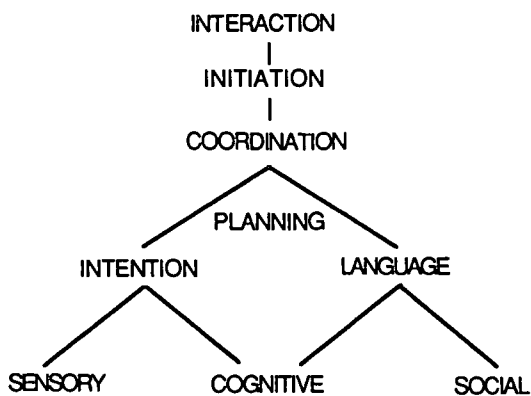 INTERACTION
INITIATION
COORDINATION
PLANNING
INTENTION LANGUAGE
SENSORY COGNITIVE SOCIAL